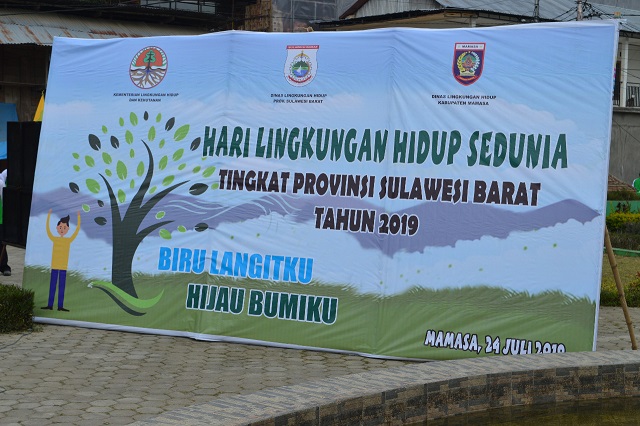 KEMENTERIAN LINGKUNGAN HIDUP
DAN KEHUTANAN
DINAS LINGKUNGAN HIDUP
PROV. SULAWESI BARAT
MAMASA
DINAS LINGKUNGAN HIDUP
KABUPATEN MAMASA
HARI LINGKUNGAN HIDUP SEDUNIA
TINGKAT PROVINSI SULAWESI BARAT
TAHUN 2019
BIRU LANGITKU
HIJAU BUMIKU
MAMASA, 24 JULI 2019